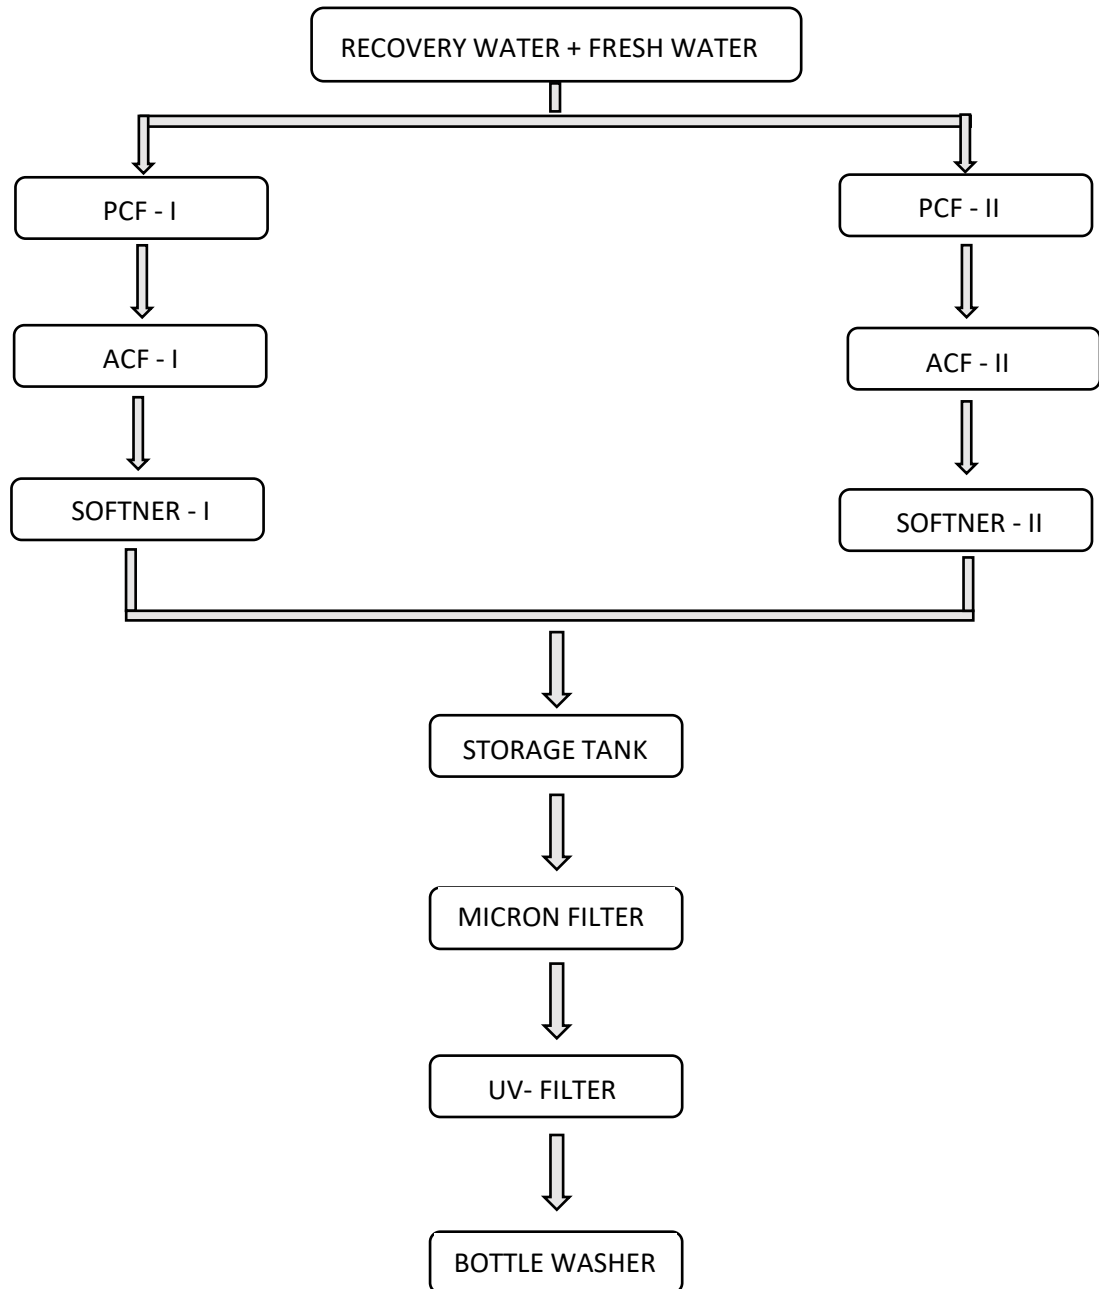 RECOVERY WATER + FRESH WATER
PCF - I
PCF - II
ACF - I
ACF - II
SOFTNER - I
SOFTNER - II
STORAGE TANK
MICRON FILTER
UV- FILTER
BOTTLE WASHER